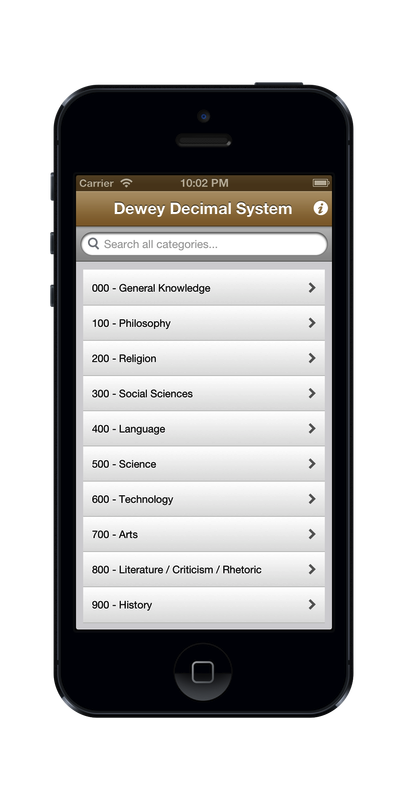 Carrier 10:02 PM
Dewey Decimal System
Search all categories...
000 - General Knowledge
100 - Philosophy
200 - Religion
300 - Social Sciences
400 - Language
500 - Science
600 - Technology
700 - Arts
800 - Literature / Criticism / Rhetoric
900 - History